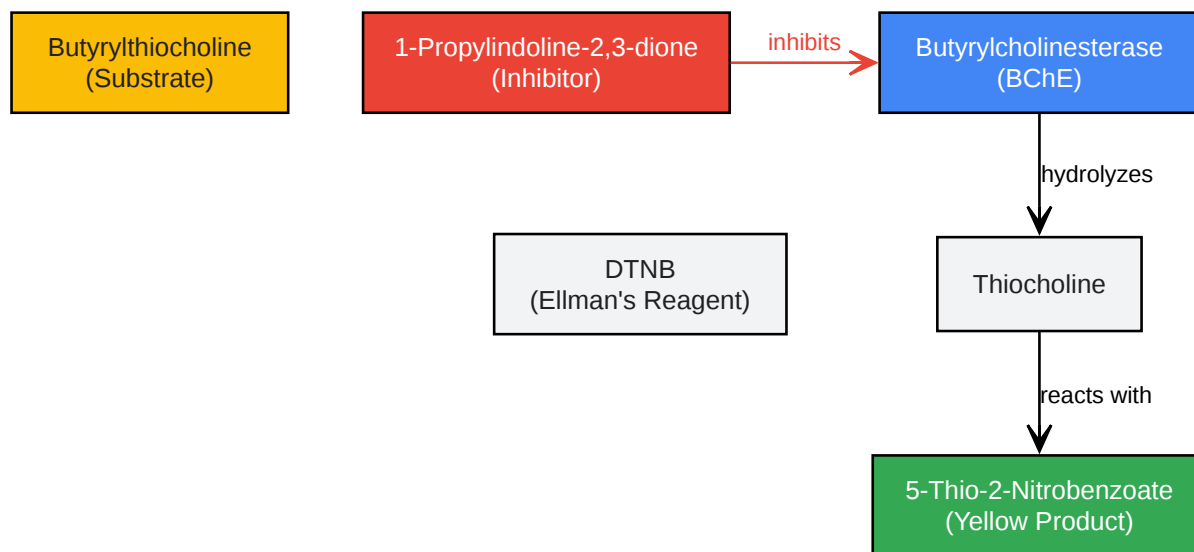 Butyrylthiocholine
(Substrate)
1-Propylindoline-2,3-dione
(Inhibitor)
inhibits
Butyrylcholinesterase
(BChE)
hydrolyzes
DTNB
(Ellman's Reagent)
Thiocholine
reacts with
5-Thio-2-Nitrobenzoate
(Yellow Product)